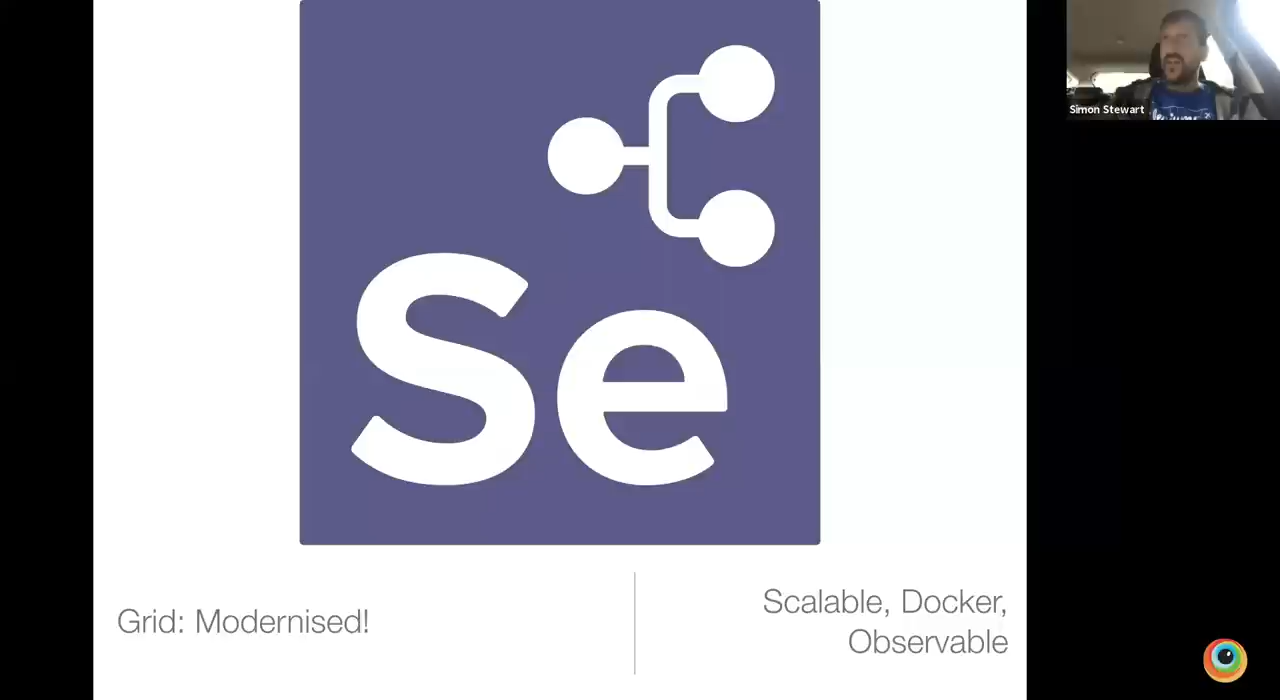 Simon Stewart
Se
Grid: Modernised!
Scalable, Docker,
Observable